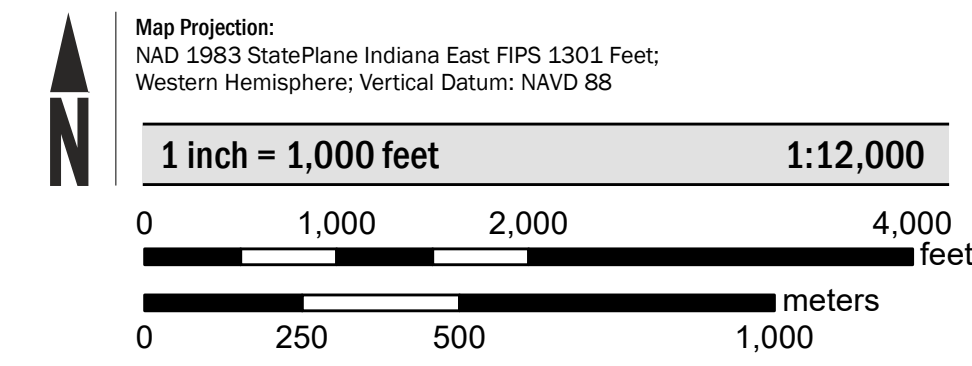 Map Projection:
NAD 1983 StatePlane Indiana East FIPS 1301 Feet;
Western Hemisphere; Vertical Datum: NAVD 88
N
1 inch = 1,000 feet 1:12,000
0 1,000 2,000 4,000
feet
meters
0 250 500 1,000